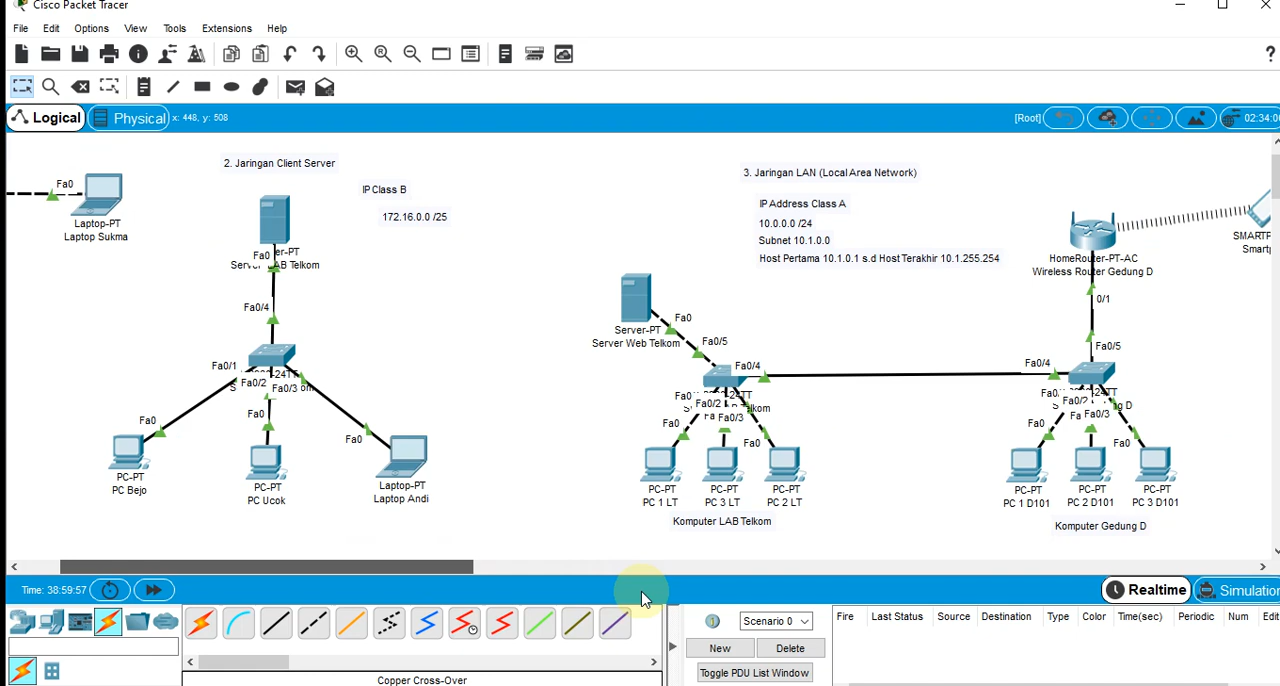 Cisco Packet Tracer
File Edit Options View Tools Extensions Help
Logical Physical x: 448, y: 508 [Root] 02:34:0
2. Jaringan Client Server
IP Class B
172.16.0.0 /25
3. Jaringan LAN (Local Area Network)
IP Address Class A
10.0.0.0 /24
Subnet 10.1.0.0
Host Pertama 10.1.0.1 s.d Host Terakhir 10.1.255.254
Fa0
Laptop-PT
Laptop Sukma
Fa0
er-PT
Server LAB Telkom
Fa0/4
Fa0/1
Fa0/2
Fa0/3
Fa0
Fa0
Fa0
PC-PT
PC Bejo
PC-PT
PC Ucok
Laptop-PT
Laptop Andi
Server-PT
Server Web Telkom
Fa0
Fa0/5
Fa0/4
Fa0/2
Fa0/3
Fa0
Fa0
PC-PT
PC 1 LT
PC-PT
PC 3 LT
PC-PT
PC 2 LT
Komputer LAB Telkom
HomeRouter-PT-AC
Wireless Router Gedung D
SMARTP
Smartp
0/1
Fa0/5
Fa0/4
Fa0/2
Fa0/3
Fa0
Fa0
PC-PT
PC 1 D101
PC-PT
PC 2 D101
PC-PT
PC 3 D101
Komputer Gedung D
Time: 38:59:57 Realtime Simulation
Scenario 0
New Delete
Toggle PDU List Window
Fire Last Status Source Destination Type Color Time(sec) Periodic Num Edit
Copper Cross-Over